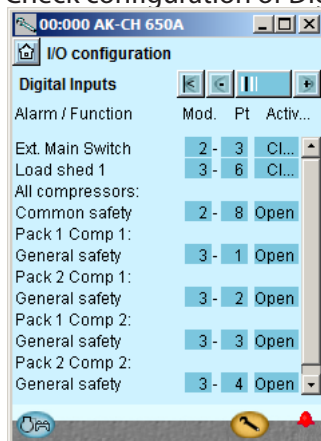 Check configuration of Di
00:000 AK-CH 650A
I/O configuration
Digital Inputs
Alarm / Function Mod. Pt Activ...
Ext. Main Switch 2 - 3 Cl...
Load shed 1 3 - 6 Cl...
All compressors:
Common safety 2 - 8 Open
Pack 1 Comp 1:
General safety 3 - 1 Open
Pack 2 Comp 1:
General safety 3 - 2 Open
Pack 1 Comp 2:
General safety 3 - 3 Open
Pack 2 Comp 2:
General safety 3 - 4 Open